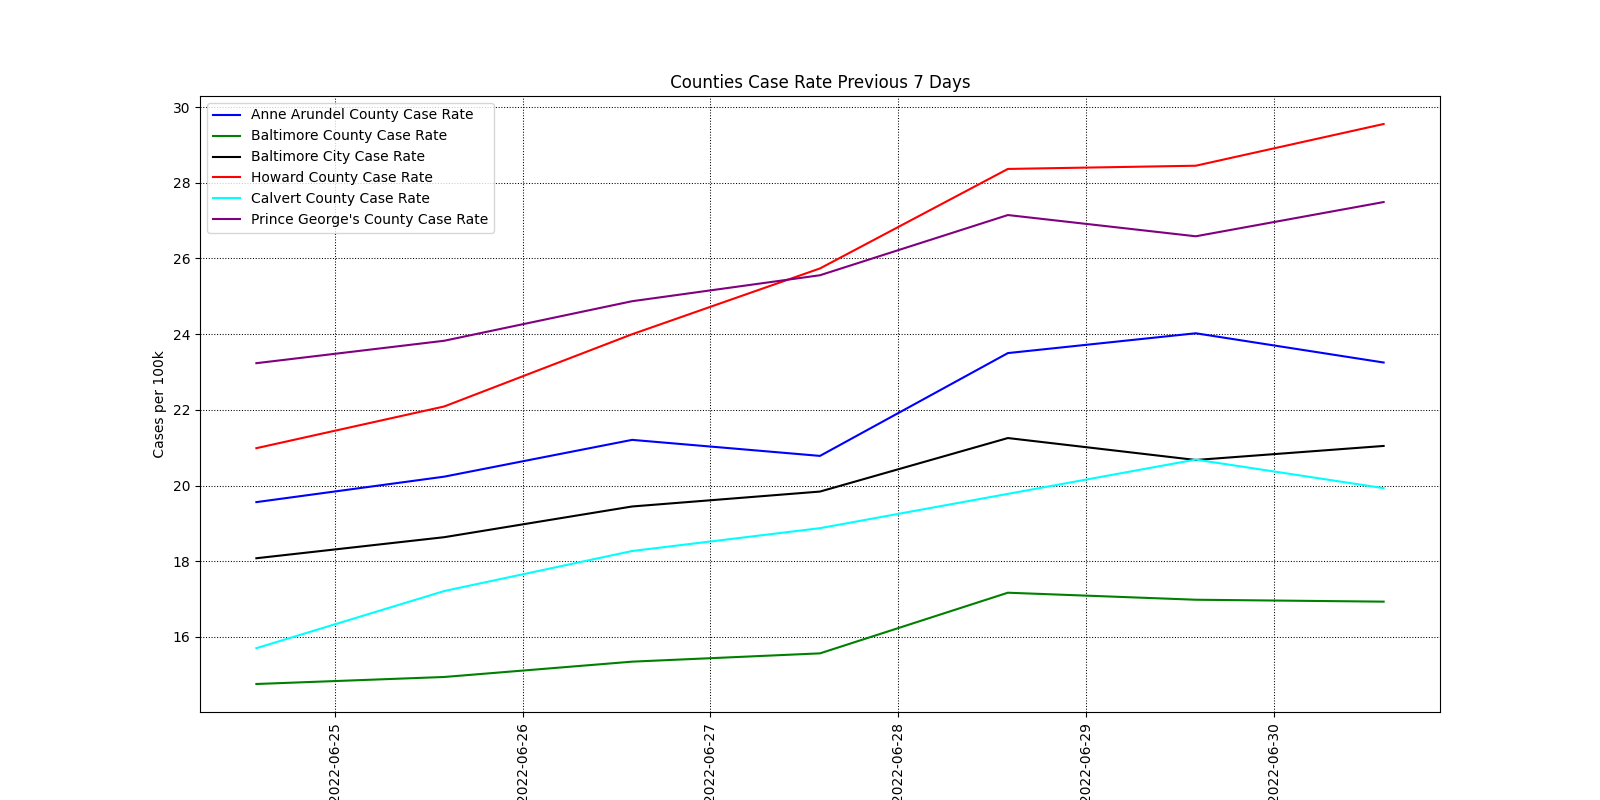 Counties Case Rate Previous 7 Days
Anne Arundel County Case Rate
Baltimore County Case Rate
Baltimore City Case Rate
Howard County Case Rate
Calvert County Case Rate
Prince George's County Case Rate
Cases per 100k
30
28
26
24
22
20
18
16
2022-06-25
2022-06-26
2022-06-27
2022-06-28
2022-06-29
2022-06-30